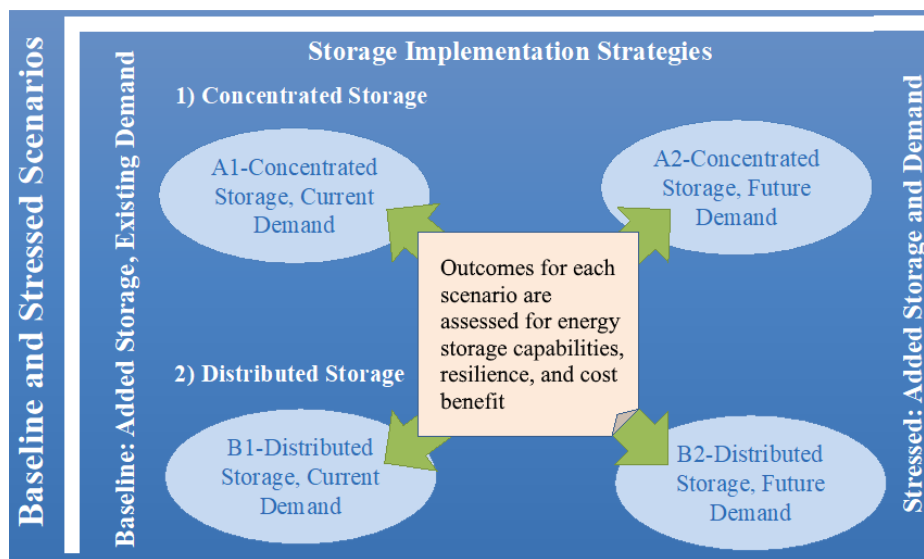 Baseline and Stressed Scenarios
Baseline: Added Storage, Existing Demand
Storage Implementation Strategies
1) Concentrated Storage
A1-Concentrated
Storage, Current
Demand
A2-Concentrated
Storage, Future
Demand
Outcomes for each
scenario are
assessed for energy
storage capabilities,
resilience, and cost
benefit
2) Distributed Storage
B1-Distributed
Storage, Current
Demand
B2-Distributed
Storage, Future
Demand
Stressed: Added Storage and Demand